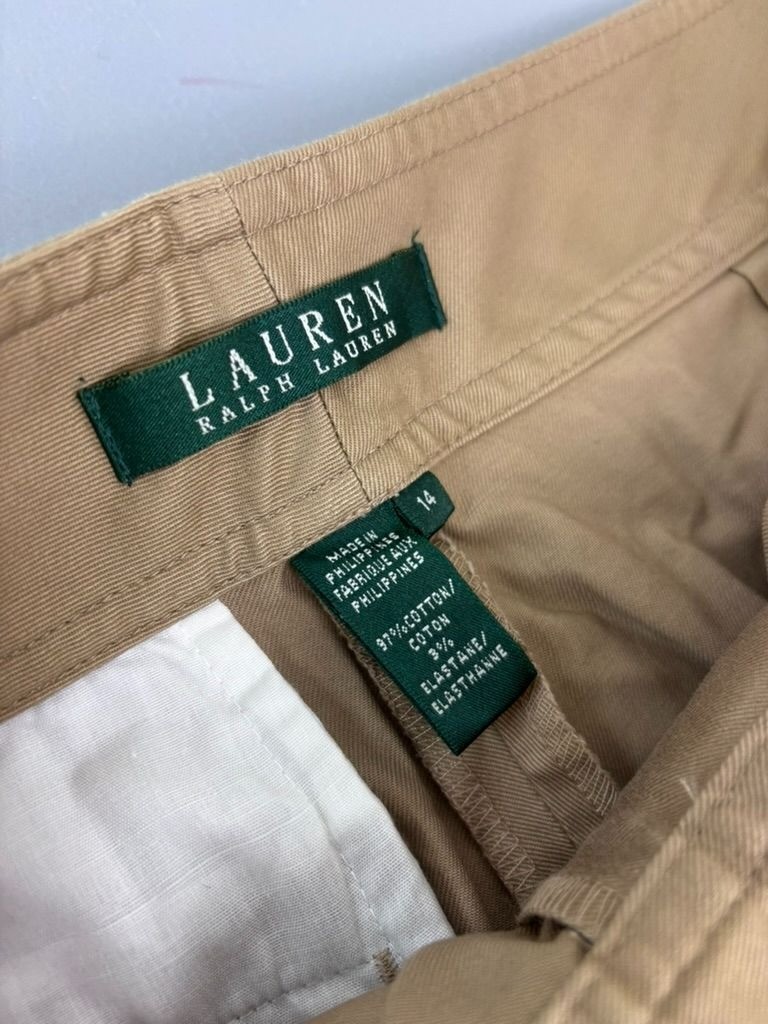 LAUREN
RALPH LAUREN
14
MADE IN
PHILIPPINES
FABRIQUE AUX
PHILIPPINES
97% COTTON/
COTON
3%
ELASTANE/
ELASTHANNE